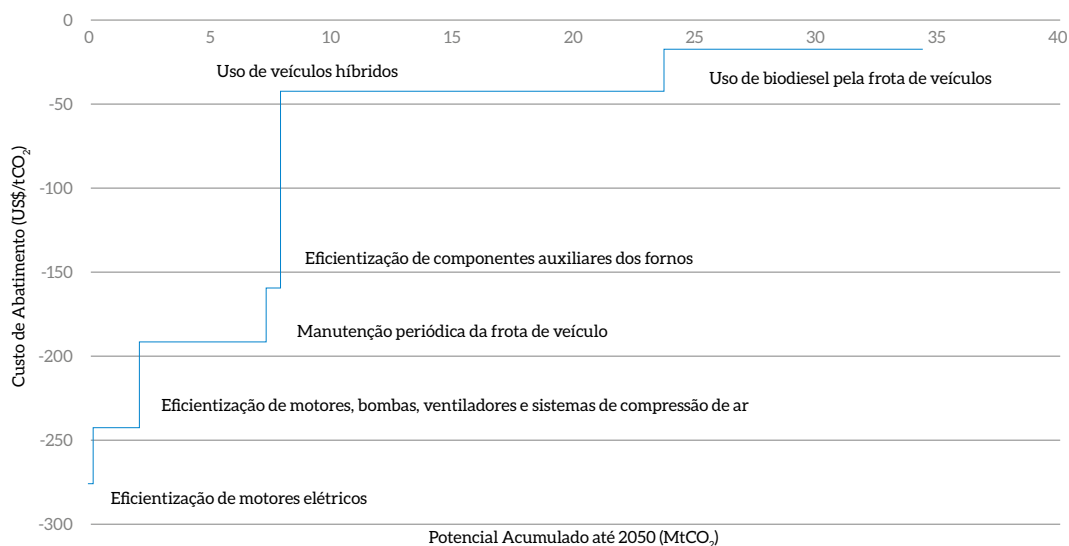 0
0 5 10 15 20 25 30 35 40
Uso de veículos híbridos
Uso de biodiesel pela frota de veículos
-50
-100
Custo de Abatimento (US$/tCO₂)
Eficientização de componentes auxiliares dos fornos
-150
Manutenção periódica da frota de veículo
-200
Eficientização de motores, bombas, ventiladores e sistemas de compressão de ar
-250
Eficientização de motores elétricos
-300
Potencial Acumulado até 2050 (MtCO₂)